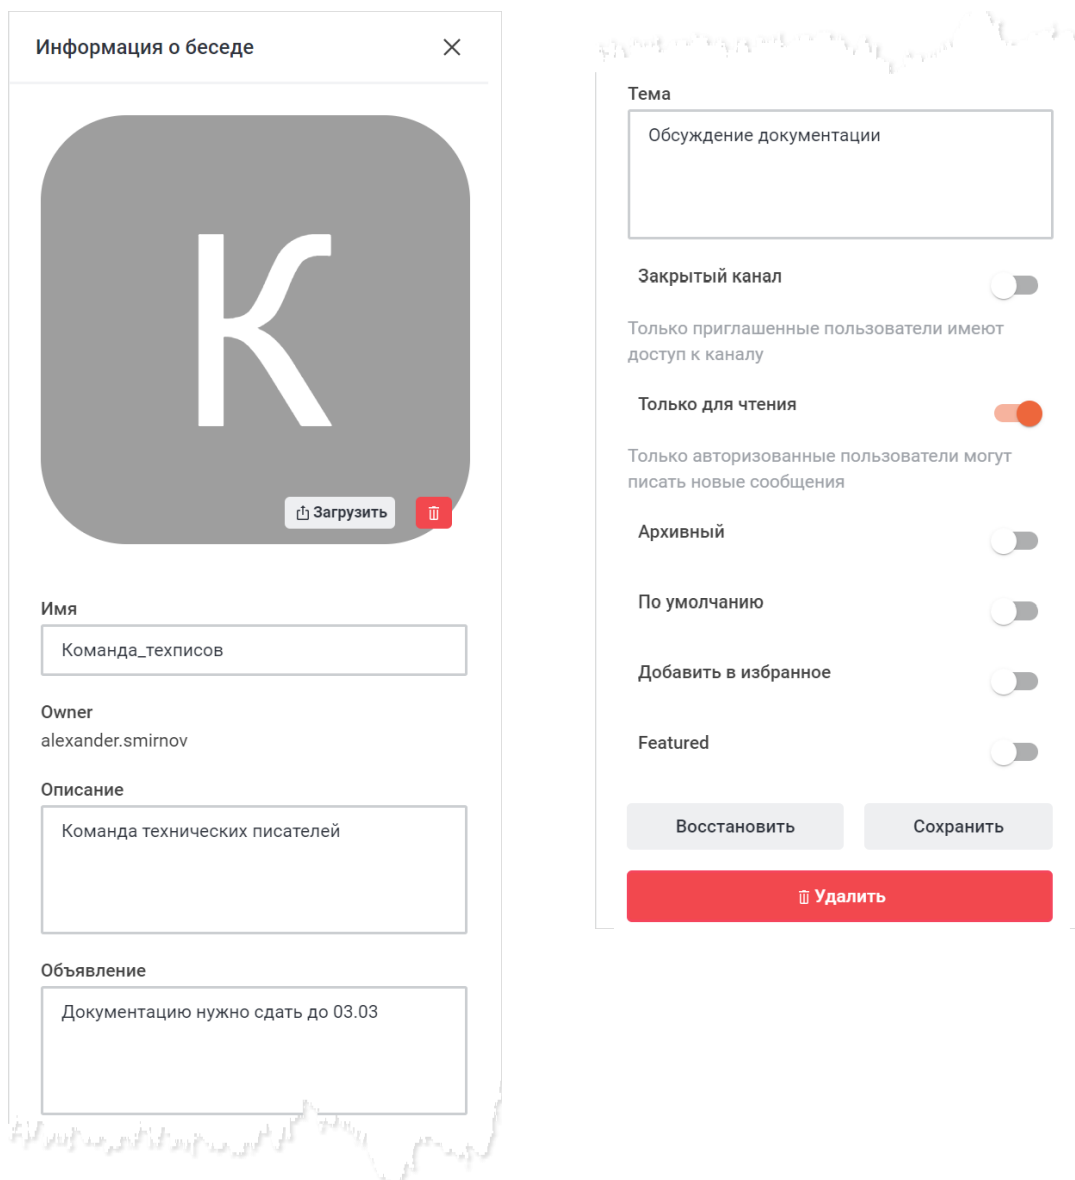 Информация о беседе
К
Загрузить
Имя
Команда_техписов
Owner
alexander.smirnov
Описание
Команда технических писателей
Объявление
Документацию нужно сдать до 03.03
Тема
Обсуждение документации
Закрытый канал
Только приглашенные пользователи имеют
доступ к каналу
Только для чтения
Только авторизованные пользователи могут
писать новые сообщения
Архивный
По умолчанию
Добавить в избранное
Featured
Восстановить
Сохранить
Удалить